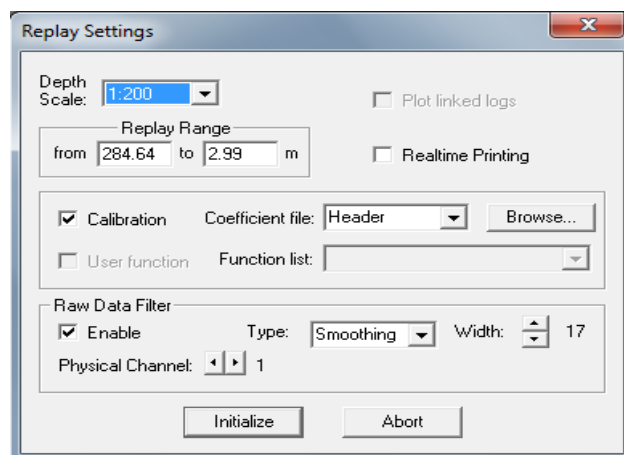 Replay Settings
Depth
Scale: 1:200
Plot linked logs
Replay Range
from 284.64 to 2.99 m
Realtime Printing
Calibration Coefficient file: Header Browse...
User function Function list:
Raw Data Filter
Enable Type: Smoothing Width: 17
Physical Channel: 1
Initialize Abort